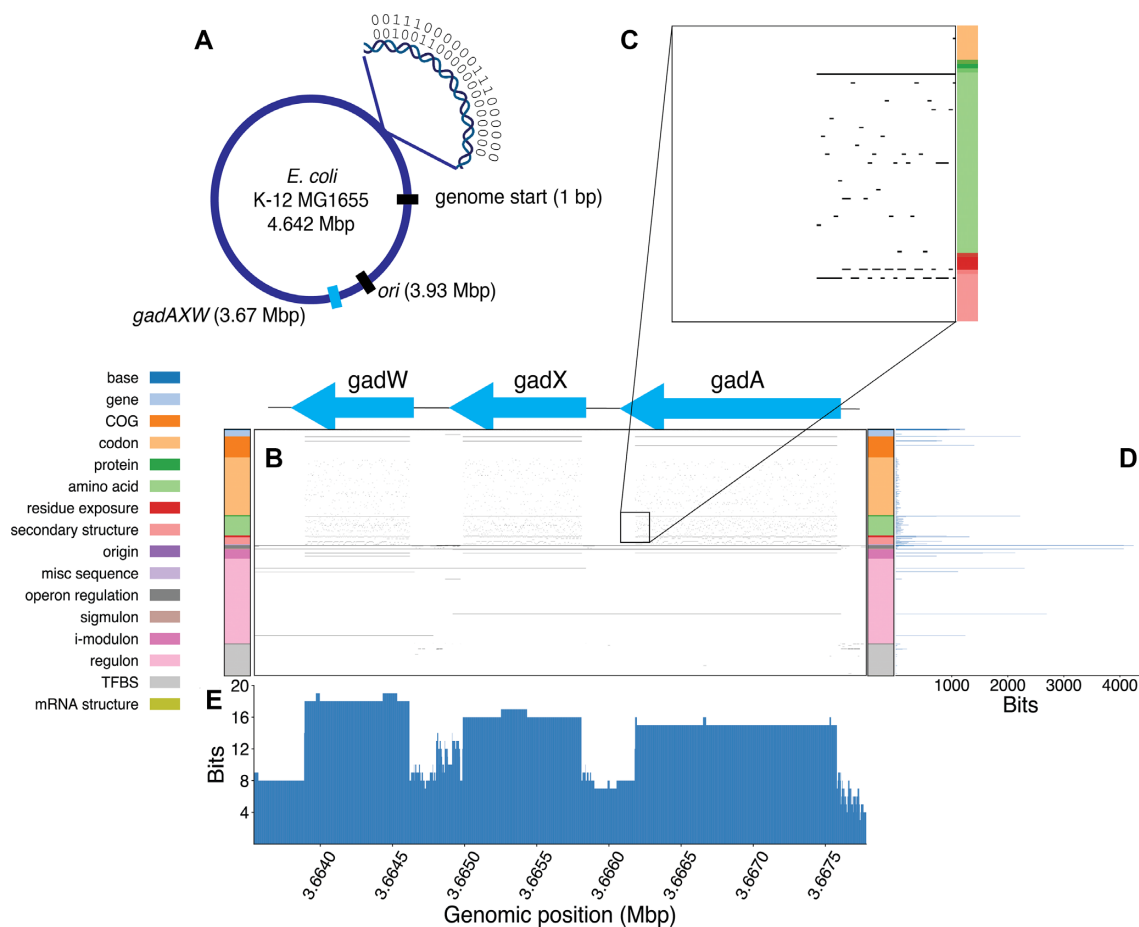 A
0011100000011100000
0010011000000000000
E. coli
K-12 MG1655
4.642 Mbp
genome start (1 bp)
ori (3.93 Mbp)
gadAXW (3.67 Mbp)
C
base
gene
COG
codon
protein
amino acid
residue exposure
secondary structure
origin
misc sequence
operon regulation
sigmulon
i-modulon
regulon
TFBS
mRNA structure
gadW
gadX
gadA
B
D
1000
2000
3000
4000
Bits
E
20
16
12
8
4
Bits
3.6640
3.6645
3.6650
3.6655
3.6660
3.6665
3.6670
3.6675
Genomic position (Mbp)